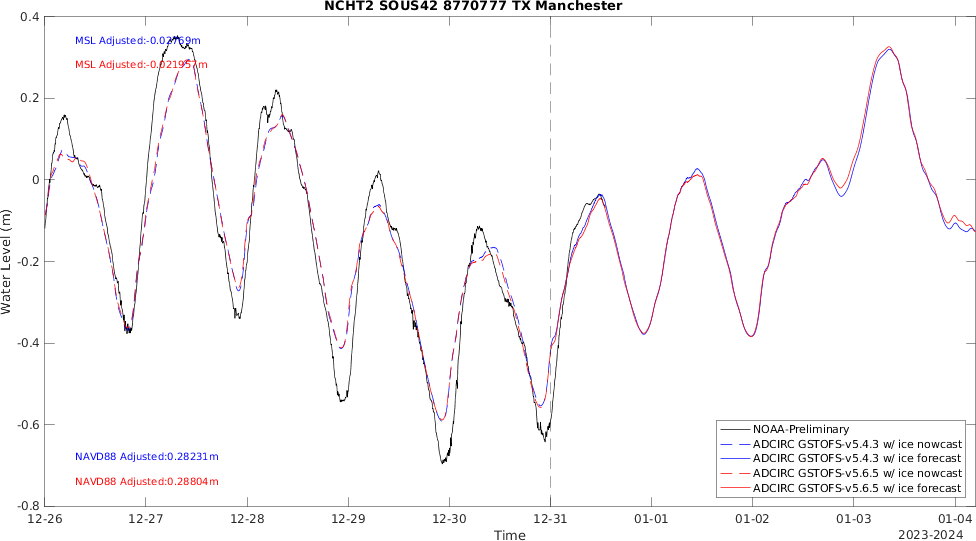 NCHT2 SOUS42 8770777 TX Manchester
0.4
0.2
0
-0.2
-0.4
-0.6
-0.8
Water Level (m)
MSL Adjusted:-0.02769m
MSL Adjusted:-0.021957m
NAVD88 Adjusted:0.28231m
NAVD88 Adjusted:0.28804m
NOAA-Preliminary
ADCIRC GSTOFS-v5.4.3 w/ ice nowcast
ADCIRC GSTOFS-v5.4.3 w/ ice forecast
ADCIRC GSTOFS-v5.6.5 w/ ice nowcast
ADCIRC GSTOFS-v5.6.5 w/ ice forecast
12-26 12-27 12-28 12-29 12-30 12-31 01-01 01-02 01-03 01-04
Time
2023-2024